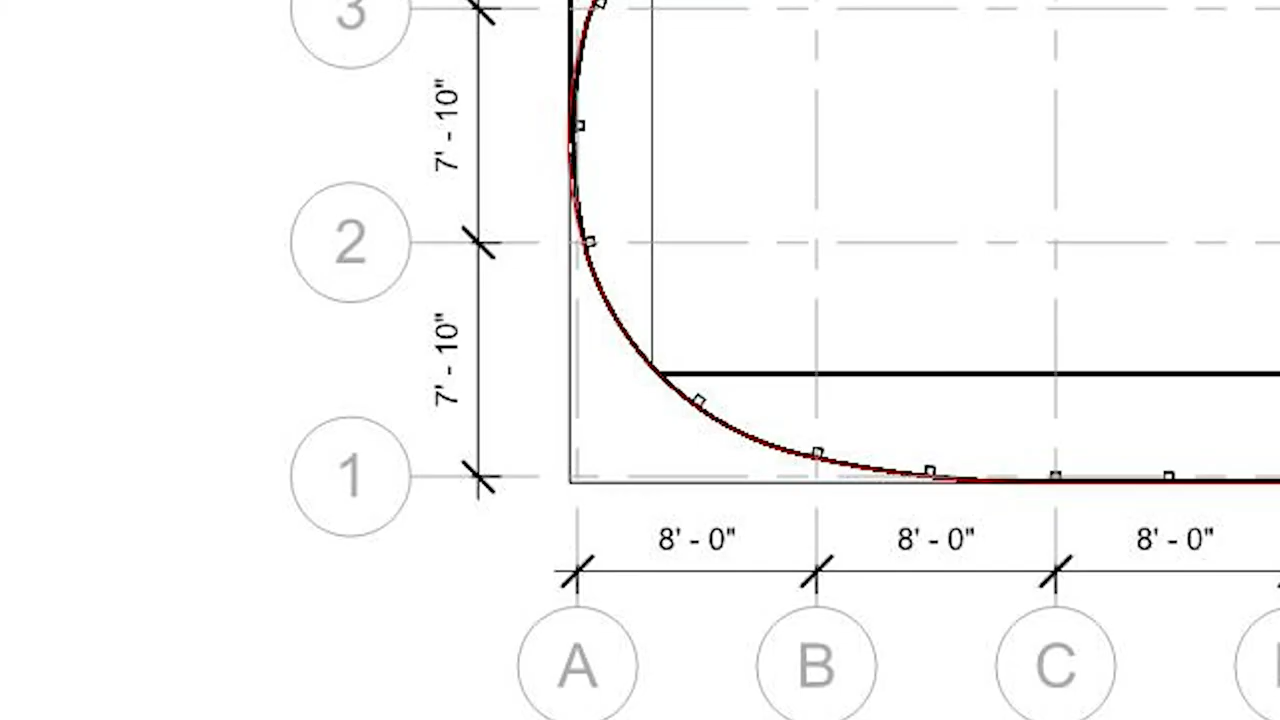 3
7' - 10"
2
7' - 10"
1
8' - 0" 8' - 0" 8' - 0"
A B C